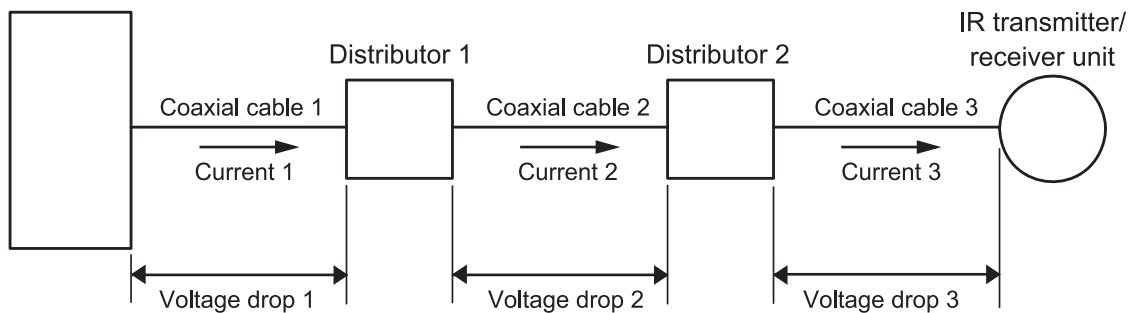 IR transmitter/
receiver unit
Distributor 1
Distributor 2
Coaxial cable 1
Coaxial cable 2
Coaxial cable 3
Current 1
Current 2
Current 3
Voltage drop 1
Voltage drop 2
Voltage drop 3